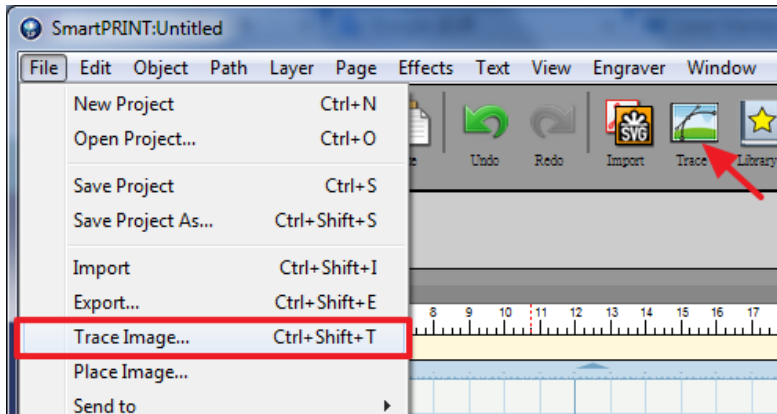 SmartPRINT:Untitled
File Edit Object Path Layer Page Effects Text View Engraver Window
New Project Ctrl+N
Open Project... Ctrl+O
Save Project Ctrl+S
Save Project As... Ctrl+Shift+S
Import Ctrl+Shift+I
Export... Ctrl+Shift+E
Trace Image... Ctrl+Shift+T
Place Image...
Send to
SVG
Undo Redo Import Trace Library
8 9 10 11 12 13 14 15 16 17